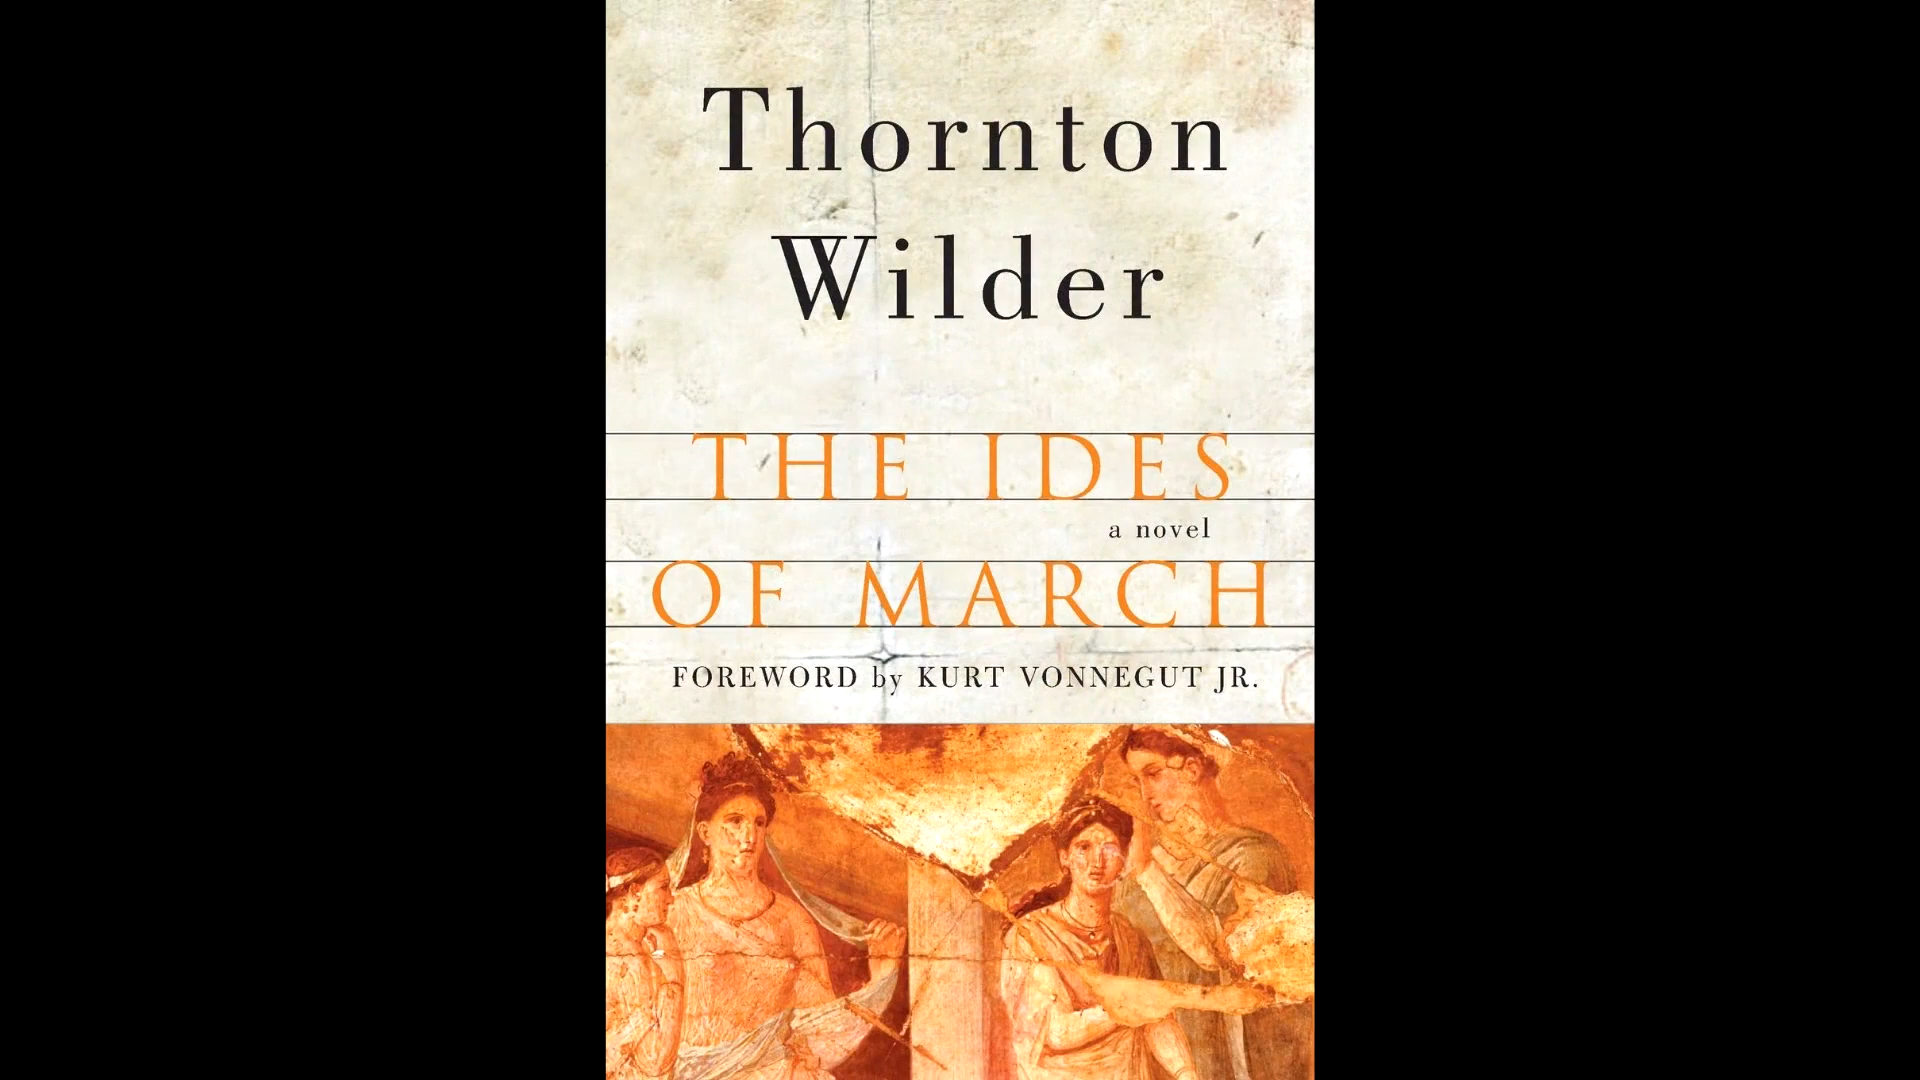 Thornton
Wilder
THE IDES
a novel
OF MARCH
FOREWORD by KURT VONNEGUT JR.